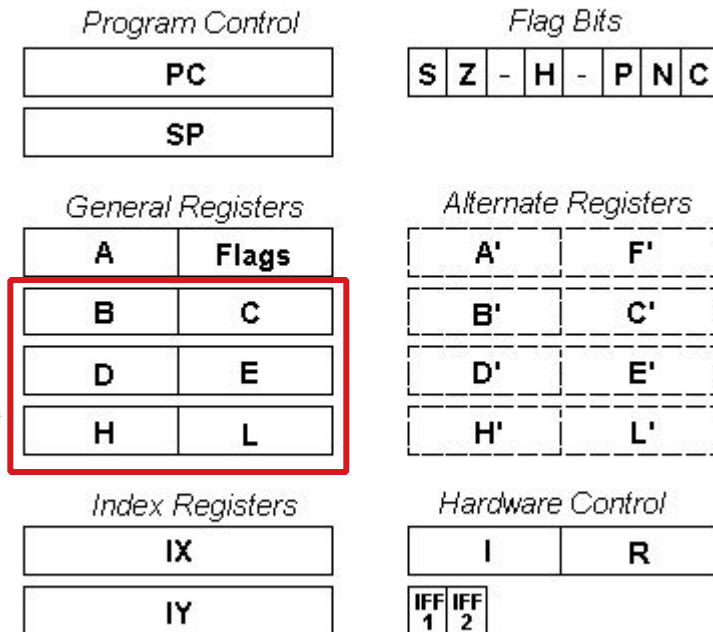 Program Control
PC
SP
Flag Bits
S Z - H - P N C
General Registers
A Flags
B C
D E
H L
Alternate Registers
A' F'
B' C'
D' E'
H' L'
Index Registers
IX
IY
Hardware Control
I R
IFF IFF
1 2